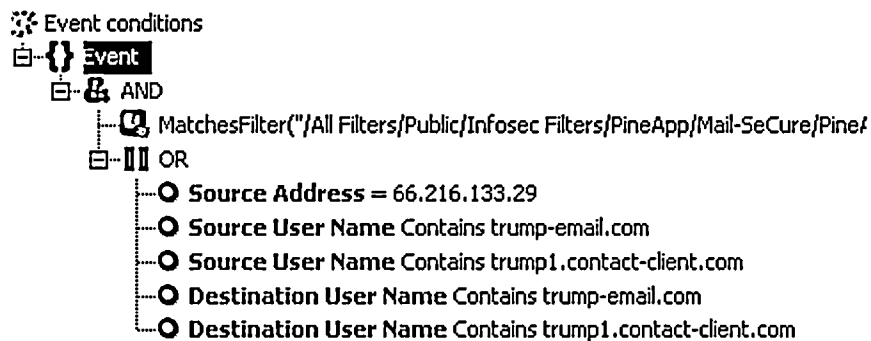 Event conditions
Event
AND
MatchesFilter("/All Filters/Public/Infosec Filters/PineApp/Mail-SeCure/Pine
OR
Source Address = 66.216.133.29
Source User Name Contains trump-email.com
Source User Name Contains trump1.contact-client.com
Destination User Name Contains trump-email.com
Destination User Name Contains trump1.contact-client.com